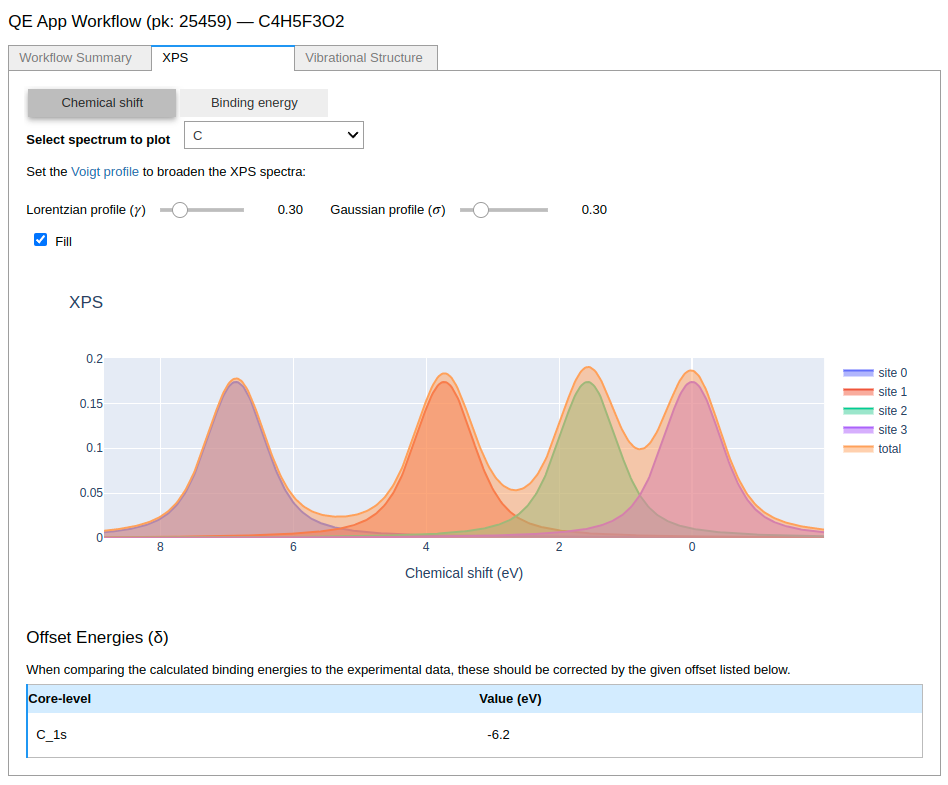 QE App Workflow (pk: 25459) — C4H5F3O2
Workflow Summary XPS Vibrational Structure
Chemical shift Binding energy
Select spectrum to plot C
Set the Voigt profile to broaden the XPS spectra:
Lorentzian profile (γ) 0.30 Gaussian profile (σ) 0.30
Fill
XPS
0.2
0.15
0.1
0.05
0
8 6 4 2 0
Chemical shift (eV)
site 0
site 1
site 2
site 3
total
Offset Energies (δ)
When comparing the calculated binding energies to the experimental data, these should be corrected by the given offset listed below.
Core-level Value (eV)
C_1s -6.2